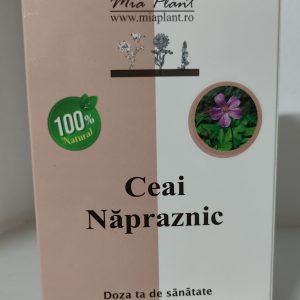 Mia Plant
www.miaplant.ro
100%
Natural
Ceai
Năpraznic
Doza ta de sănătate